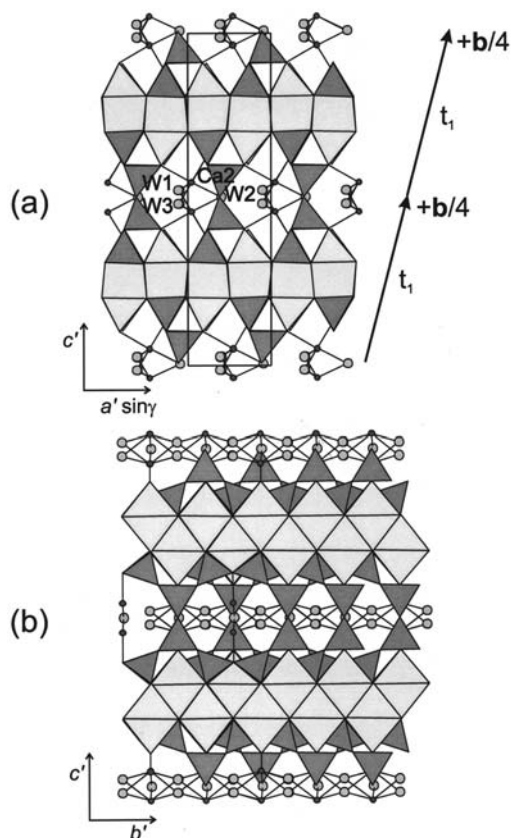 +b/4
t₁
(a)
Ca2
W1
W2
W3
+b/4
t₁
c'
a' sinγ
(b)
c'
b'